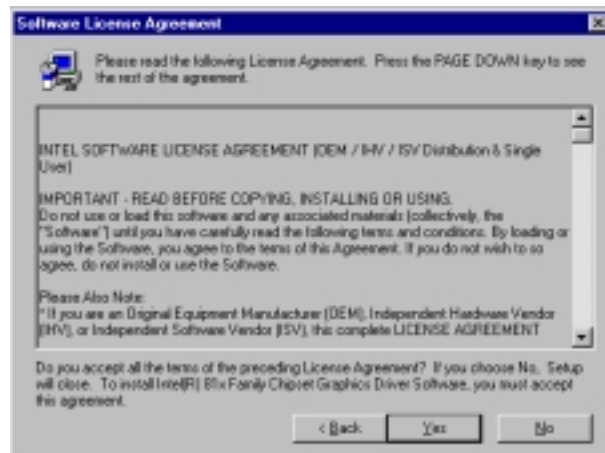 Software License Agreement
Please read the following License Agreement. Press the PAGE DOWN key to see
the rest of the agreement.
INTEL SOFTWARE LICENSE AGREEMENT (OEM / IHV / ISV Distribution & Single
User)
IMPORTANT - READ BEFORE COPYING, INSTALLING OR USING.
Do not use or load this software and any associated materials (collectively, the
"Software") until you have carefully read the following terms and conditions. By loading or
using the Software, you agree to the terms of this Agreement. If you do not wish to so
agree, do not install or use the Software.
Please Also Note:
* If you are an Original Equipment Manufacturer (OEM), Independent Hardware Vendor
(IHV), or Independent Software Vendor (ISV), this complete LICENSE AGREEMENT
Do you accept all the terms of the preceding License Agreement? If you choose No, Setup
will close. To install Intel(R) 81x Family Chipset Graphics Driver Software, you must accept
this agreement.
< Back
Yes
No